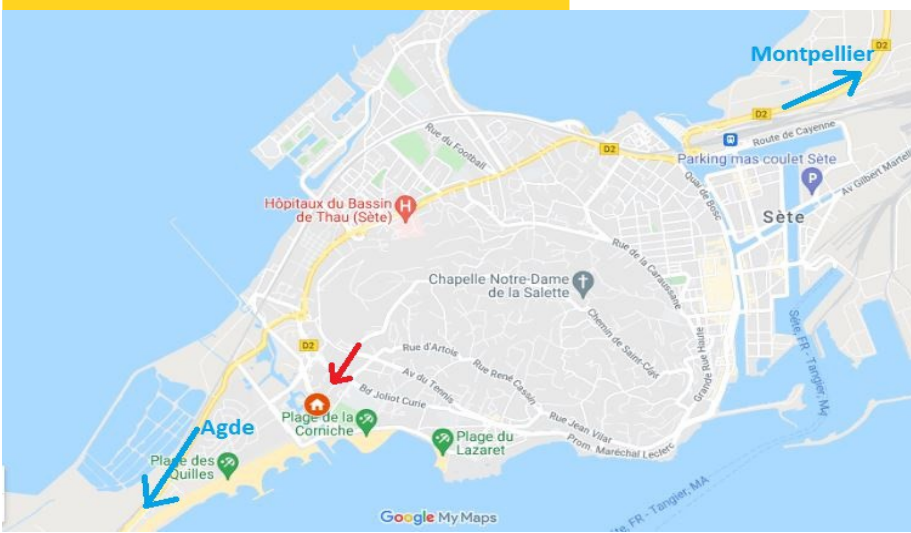 Montpellier
D2
D2
Route de Cayenne
Rue du Football
D2
Parking mas coulet Sète
P
Av Gilbert Martelli
Quai de Bosc
Hôpitaux du Bassin
de Thau (Sète)
H
Sète
Rue de la Caraussane
Chapelle Notre-Dame
de la Salette
Chemin de Saint-Clair
Sète, FR - Tangier, MA
Grande Rue Haute
D2
Rue d'Artois
Rue René Cassin
Av du Tennis
Bd Joliot Curie
Plage de la
Corniche
Agde
Rue Jean Vilar
Plage du
Lazaret
Prom. Maréchal Leclerc
Plage des
Quilles
Google My Maps
FR - Tangier, MA